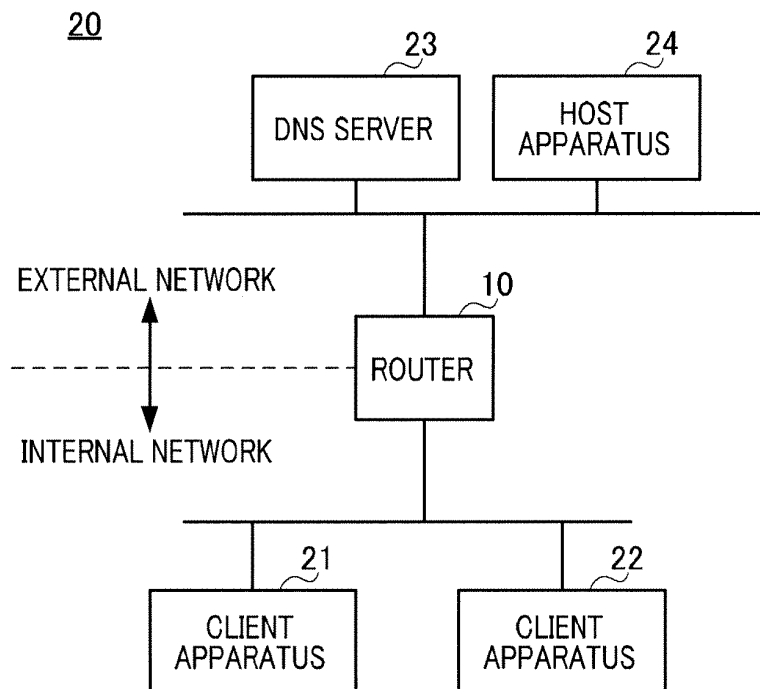 20
23
24
DNS SERVER
HOST
APPARATUS
EXTERNAL NETWORK
10
ROUTER
INTERNAL NETWORK
21
22
CLIENT
APPARATUS
CLIENT
APPARATUS